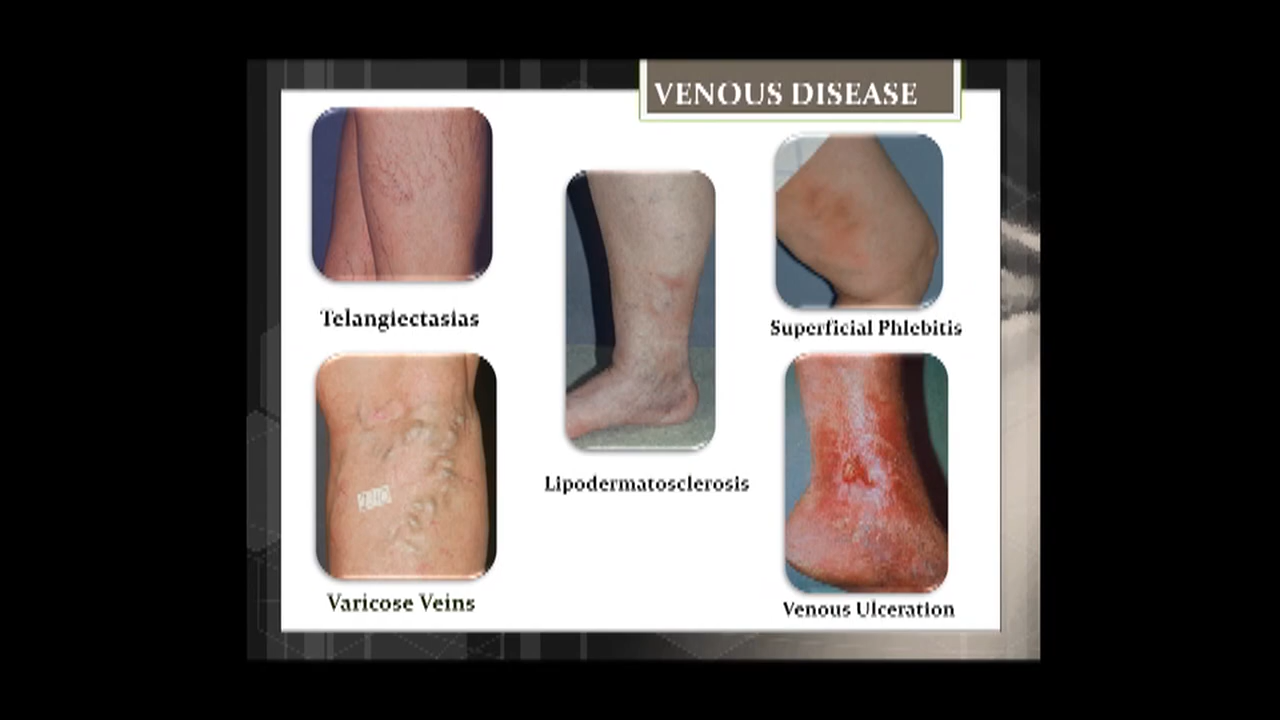 VENOUS DISEASE
Telangiectasias
Superficial Phlebitis
Lipodermatosclerosis
Varicose Veins
Venous Ulceration